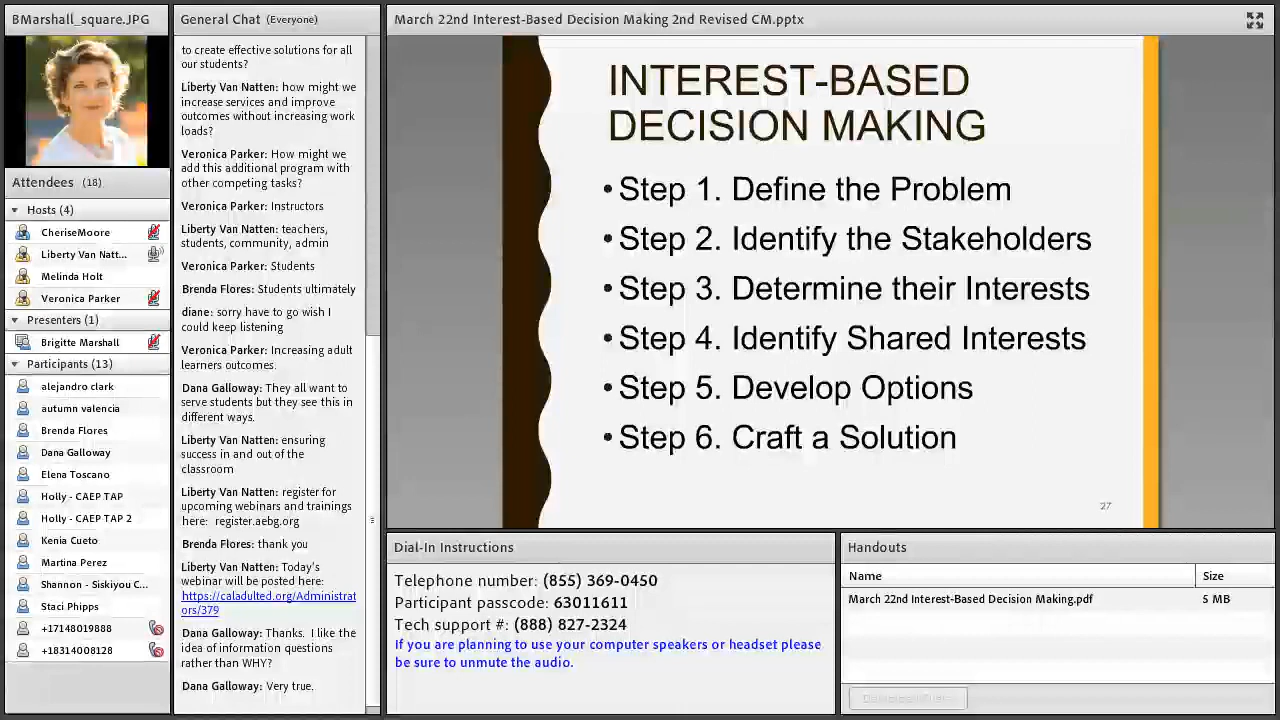 BMarshall_square.JPG
Attendees (18)
Hosts (4)
CheriseMoore
Liberty Van Natt...
Melinda Holt
Veronica Parker
Presenters (1)
Brigitte Marshall
Participants (13)
alejandro clark
autumn valencia
Brenda Flores
Dana Galloway
Elena Toscano
Holly - CAEP TAP
Holly - CAEP TAP 2
Kenia Cueto
Martina Perez
Shannon - Siskiyou C...
Staci Phipps
+17148019888
+18314008128
General Chat (Everyone)
to create effective solutions for all
our students?
Liberty Van Natten: how might we
increase services and improve
outcomes without increasing work
loads?
Veronica Parker: How might we
add this additional program with
other competing tasks?
Veronica Parker: Instructors
Liberty Van Natten: teachers,
students, community, admin
Veronica Parker: Students
Brenda Flores: Students ultimately
diane: sorry have to go wish I
could keep listening
Veronica Parker: Increasing adult
learners outcomes.
Dana Galloway: They all want to
serve students but they see this in
different ways.
Liberty Van Natten: ensuring
success in and out of the
classroom
Liberty Van Natten: register for
upcoming webinars and trainings
here: register.aebg.org
Brenda Flores: thank you
Liberty Van Natten: Today's
webinar will be posted here:
https://caladulted.org/Administrat
ors/379
Dana Galloway: Thanks. I like the
idea of information questions
rather than WHY?
Dana Galloway: Very true.
March 22nd Interest-Based Decision Making 2nd Revised CM.pptx
INTEREST-BASED
DECISION MAKING
• Step 1. Define the Problem
• Step 2. Identify the Stakeholders
• Step 3. Determine their Interests
• Step 4. Identify Shared Interests
• Step 5. Develop Options
• Step 6. Craft a Solution
27
Dial-In Instructions
Telephone number: (855) 369-0450
Participant passcode: 63011611
Tech support #: (888) 827-2324
If you are planning to use your computer speakers or headset please
be sure to unmute the audio.
Handouts
Name Size
March 22nd Interest-Based Decision Making.pdf 5 MB